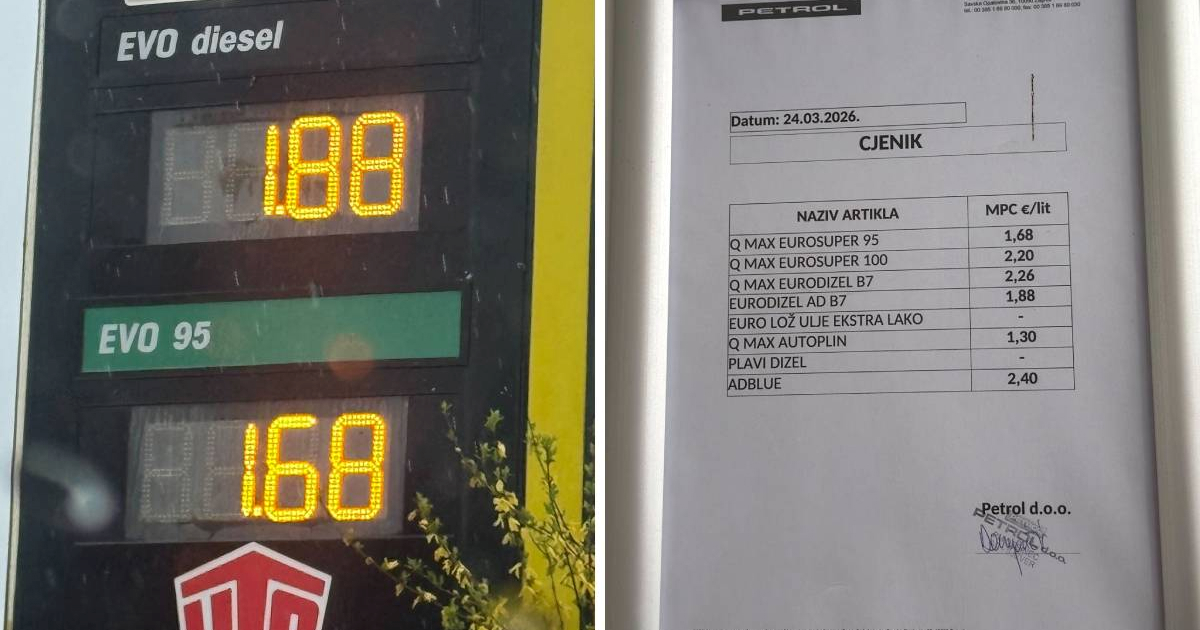 EVO diesel
1.88
EVO 95
1.68
PETROL
Datum: 24.03.2026.
CJENIK
NAZIV ARTIKLA MPC €/lit
Q MAX EUROSUPER 95 1,68
Q MAX EUROSUPER 100 2,20
Q MAX EURODIZEL B7 2,26
EURODIZEL AD B7 1,88
EURO LOŽ ULJE EKSTRA LAKO -
Q MAX AUTOPLIN 1,30
PLAVI DIZEL -
ADBLUE 2,40
Petrol d.o.o.
PETROL
d.o.o.